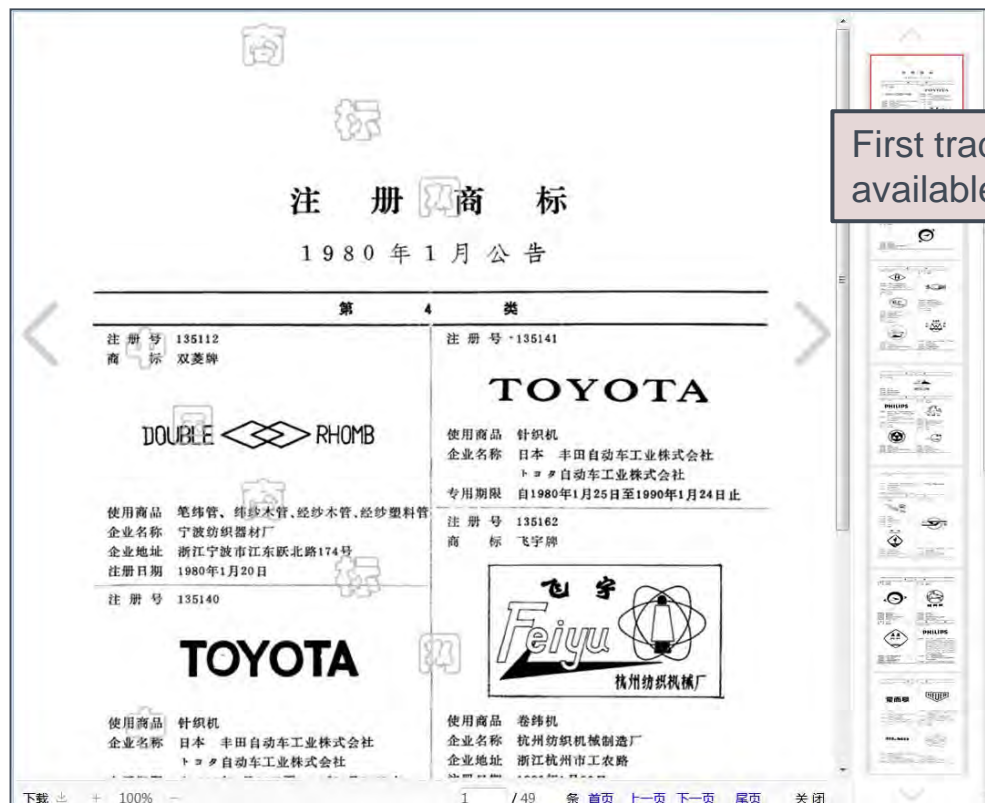 注 册 商 标
1980年1月公告
第 4 类
注 册 号 135112
商 标 双菱牌
DOUBLE RHOMB
使用商品 笔纬管、纬纱木管、经纱木管、经纱塑料管
企业名称 宁波纺织器材厂
企业地址 浙江宁波市江东跃北路174号
注册日期 1980年1月20日
注 册 号 135140
TOYOTA
使用商品 针织机
企业名称 日本 丰田自动车工业株式会社
トヨタ自动车工业株式会社
注 册 号 135141
TOYOTA
使用商品 针织机
企业名称 日本 丰田自动车工业株式会社
トヨタ自动车工业株式会社
专用期限 自1980年1月25日至1990年1月24日止
注 册 号 135162
商 标 飞宇牌
飞宇
Feiyu
杭州纺织机械厂
使用商品 卷纬机
企业名称 杭州纺织机械制造厂
企业地址 浙江杭州市工农路
商
标
网
中
国
商
标
网
中
First
available
TOYOTA
PHILIPS
PHILIPS
下载 + 100% −
1 /49 条 首页 上一页 下一页 尾页 关闭